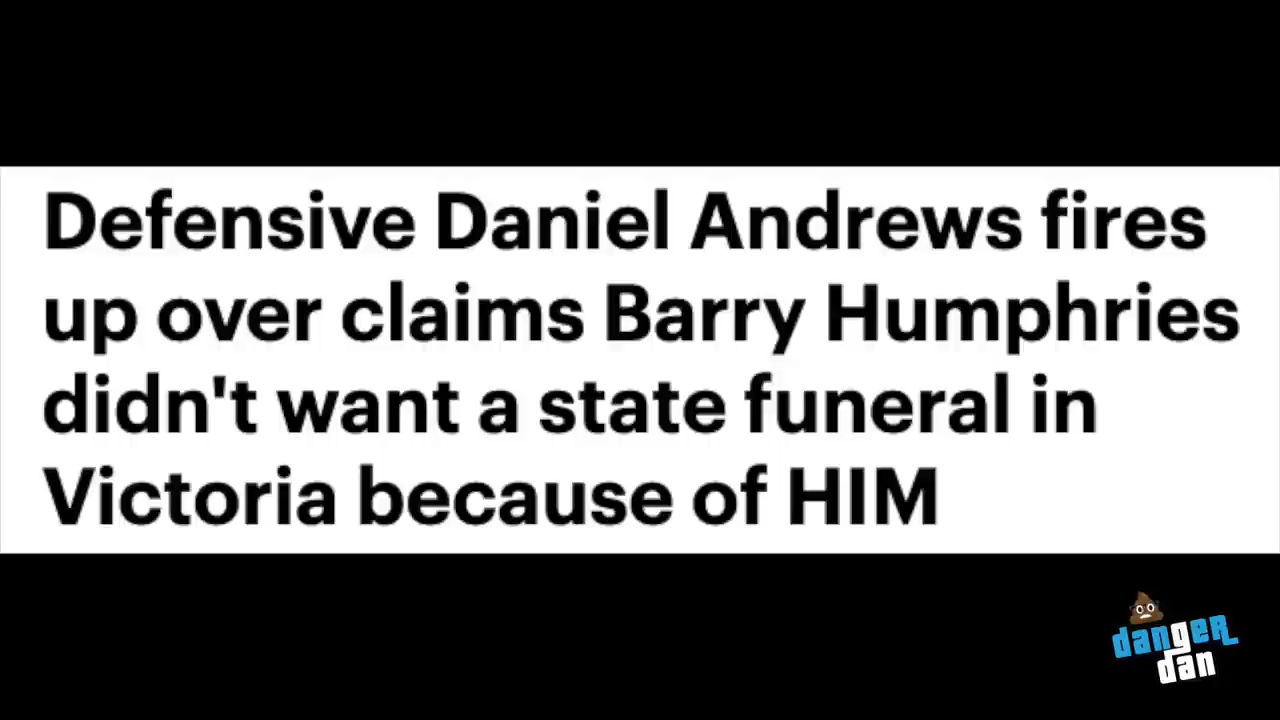 Defensive Daniel Andrews fires
up over claims Barry Humphries
didn't want a state funeral in
Victoria because of HIM
danger
dan